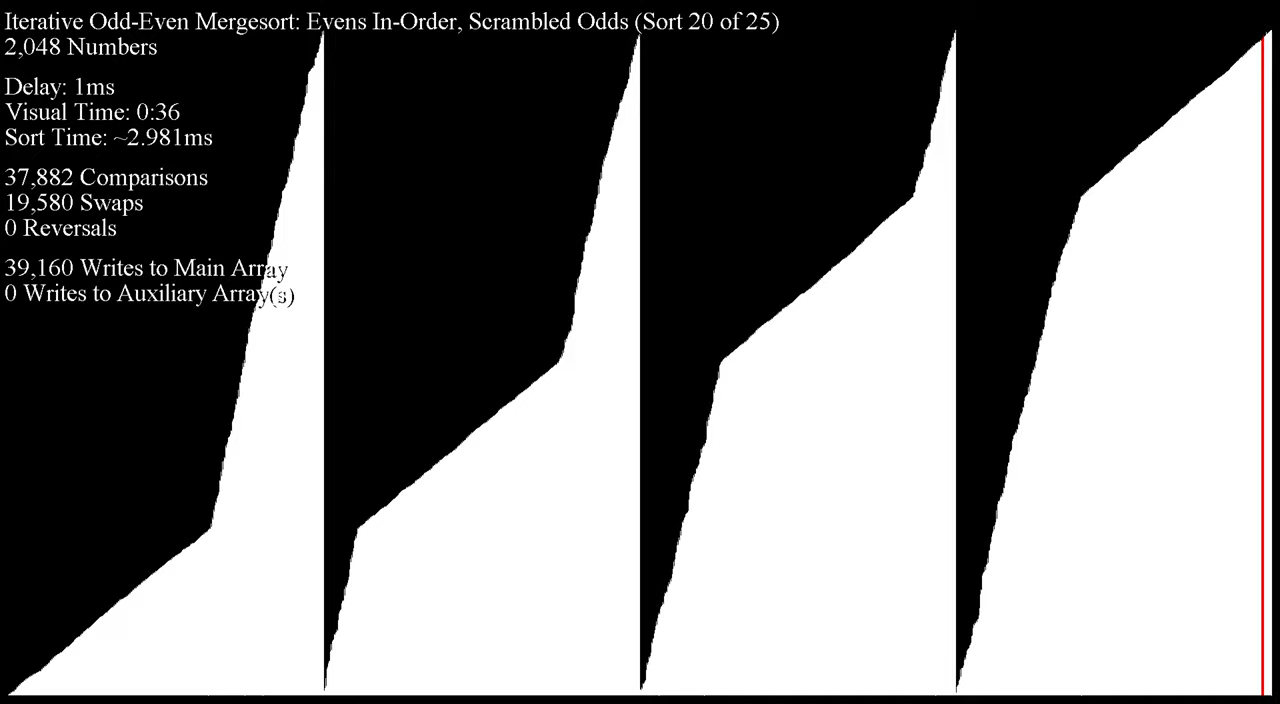 Iterative Odd-Even Mergesort: Evens In-Order, Scrambled Odds (Sort 20 of 25)
2,048 Numbers
Delay: 1ms
Visual Time: 0:36
Sort Time: ~2.981ms
37,882 Comparisons
19,580 Swaps
0 Reversals
39,160 Writes to Main Array
0 Writes to Auxiliary Array(s)